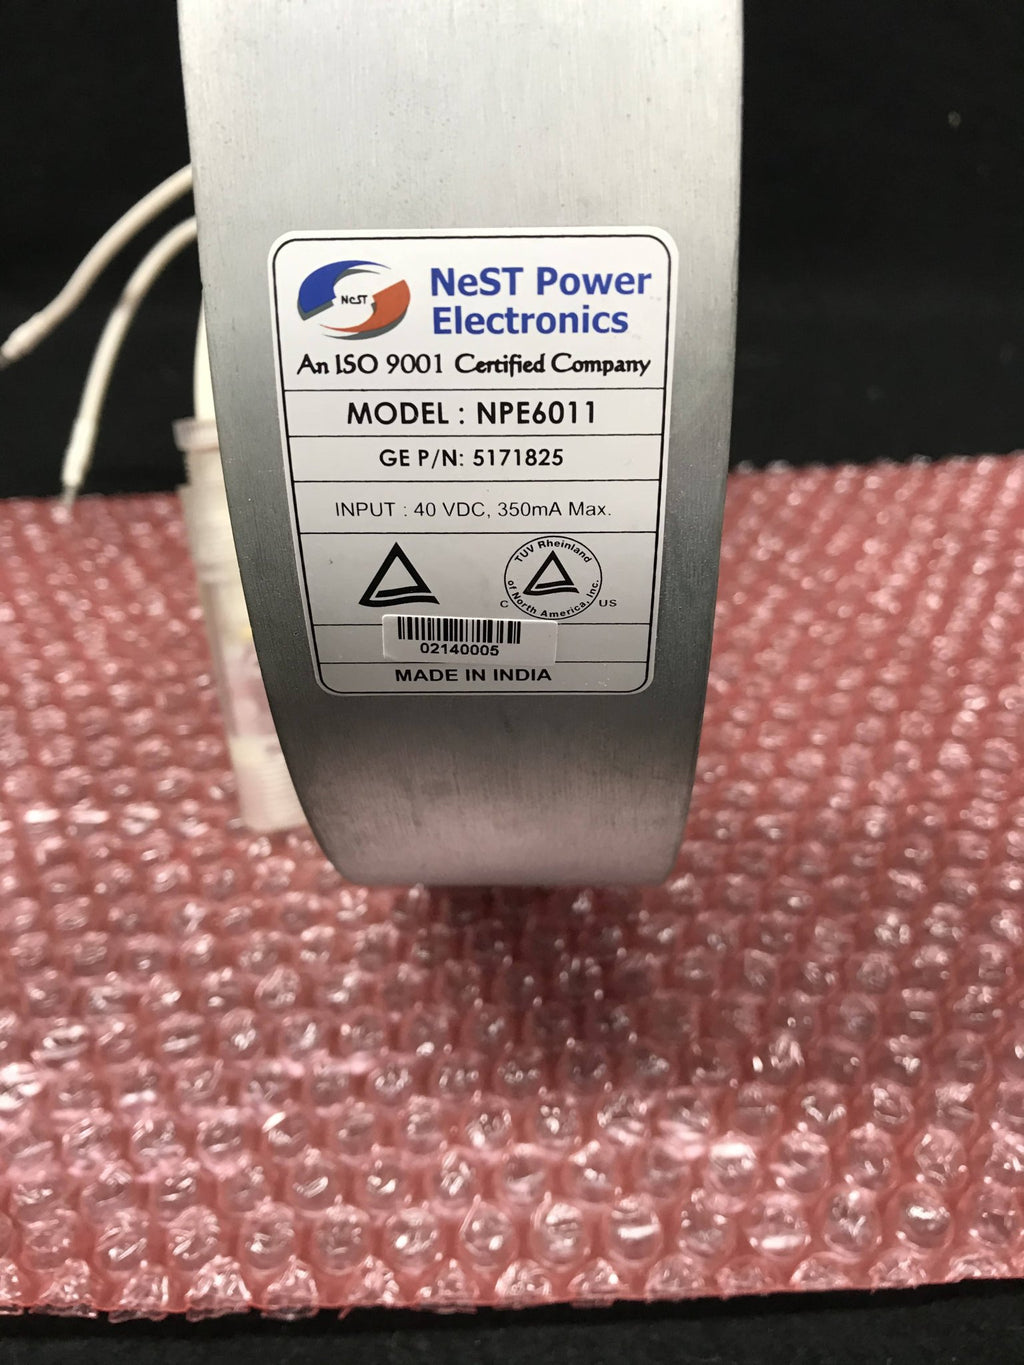 NeST
NeST Power
Electronics
An ISO 9001 Certified Company
MODEL : NPE6011
GE P/N: 5171825
INPUT : 40 VDC, 350mA Max.
TUV Rheinland
of North America, Inc.
C US
02140005
MADE IN INDIA